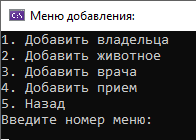 Меню добавления:
1. Добавить владельца
2. Добавить животное
3. Добавить врача
4. Добавить прием
5. Назад
Введите номер меню: